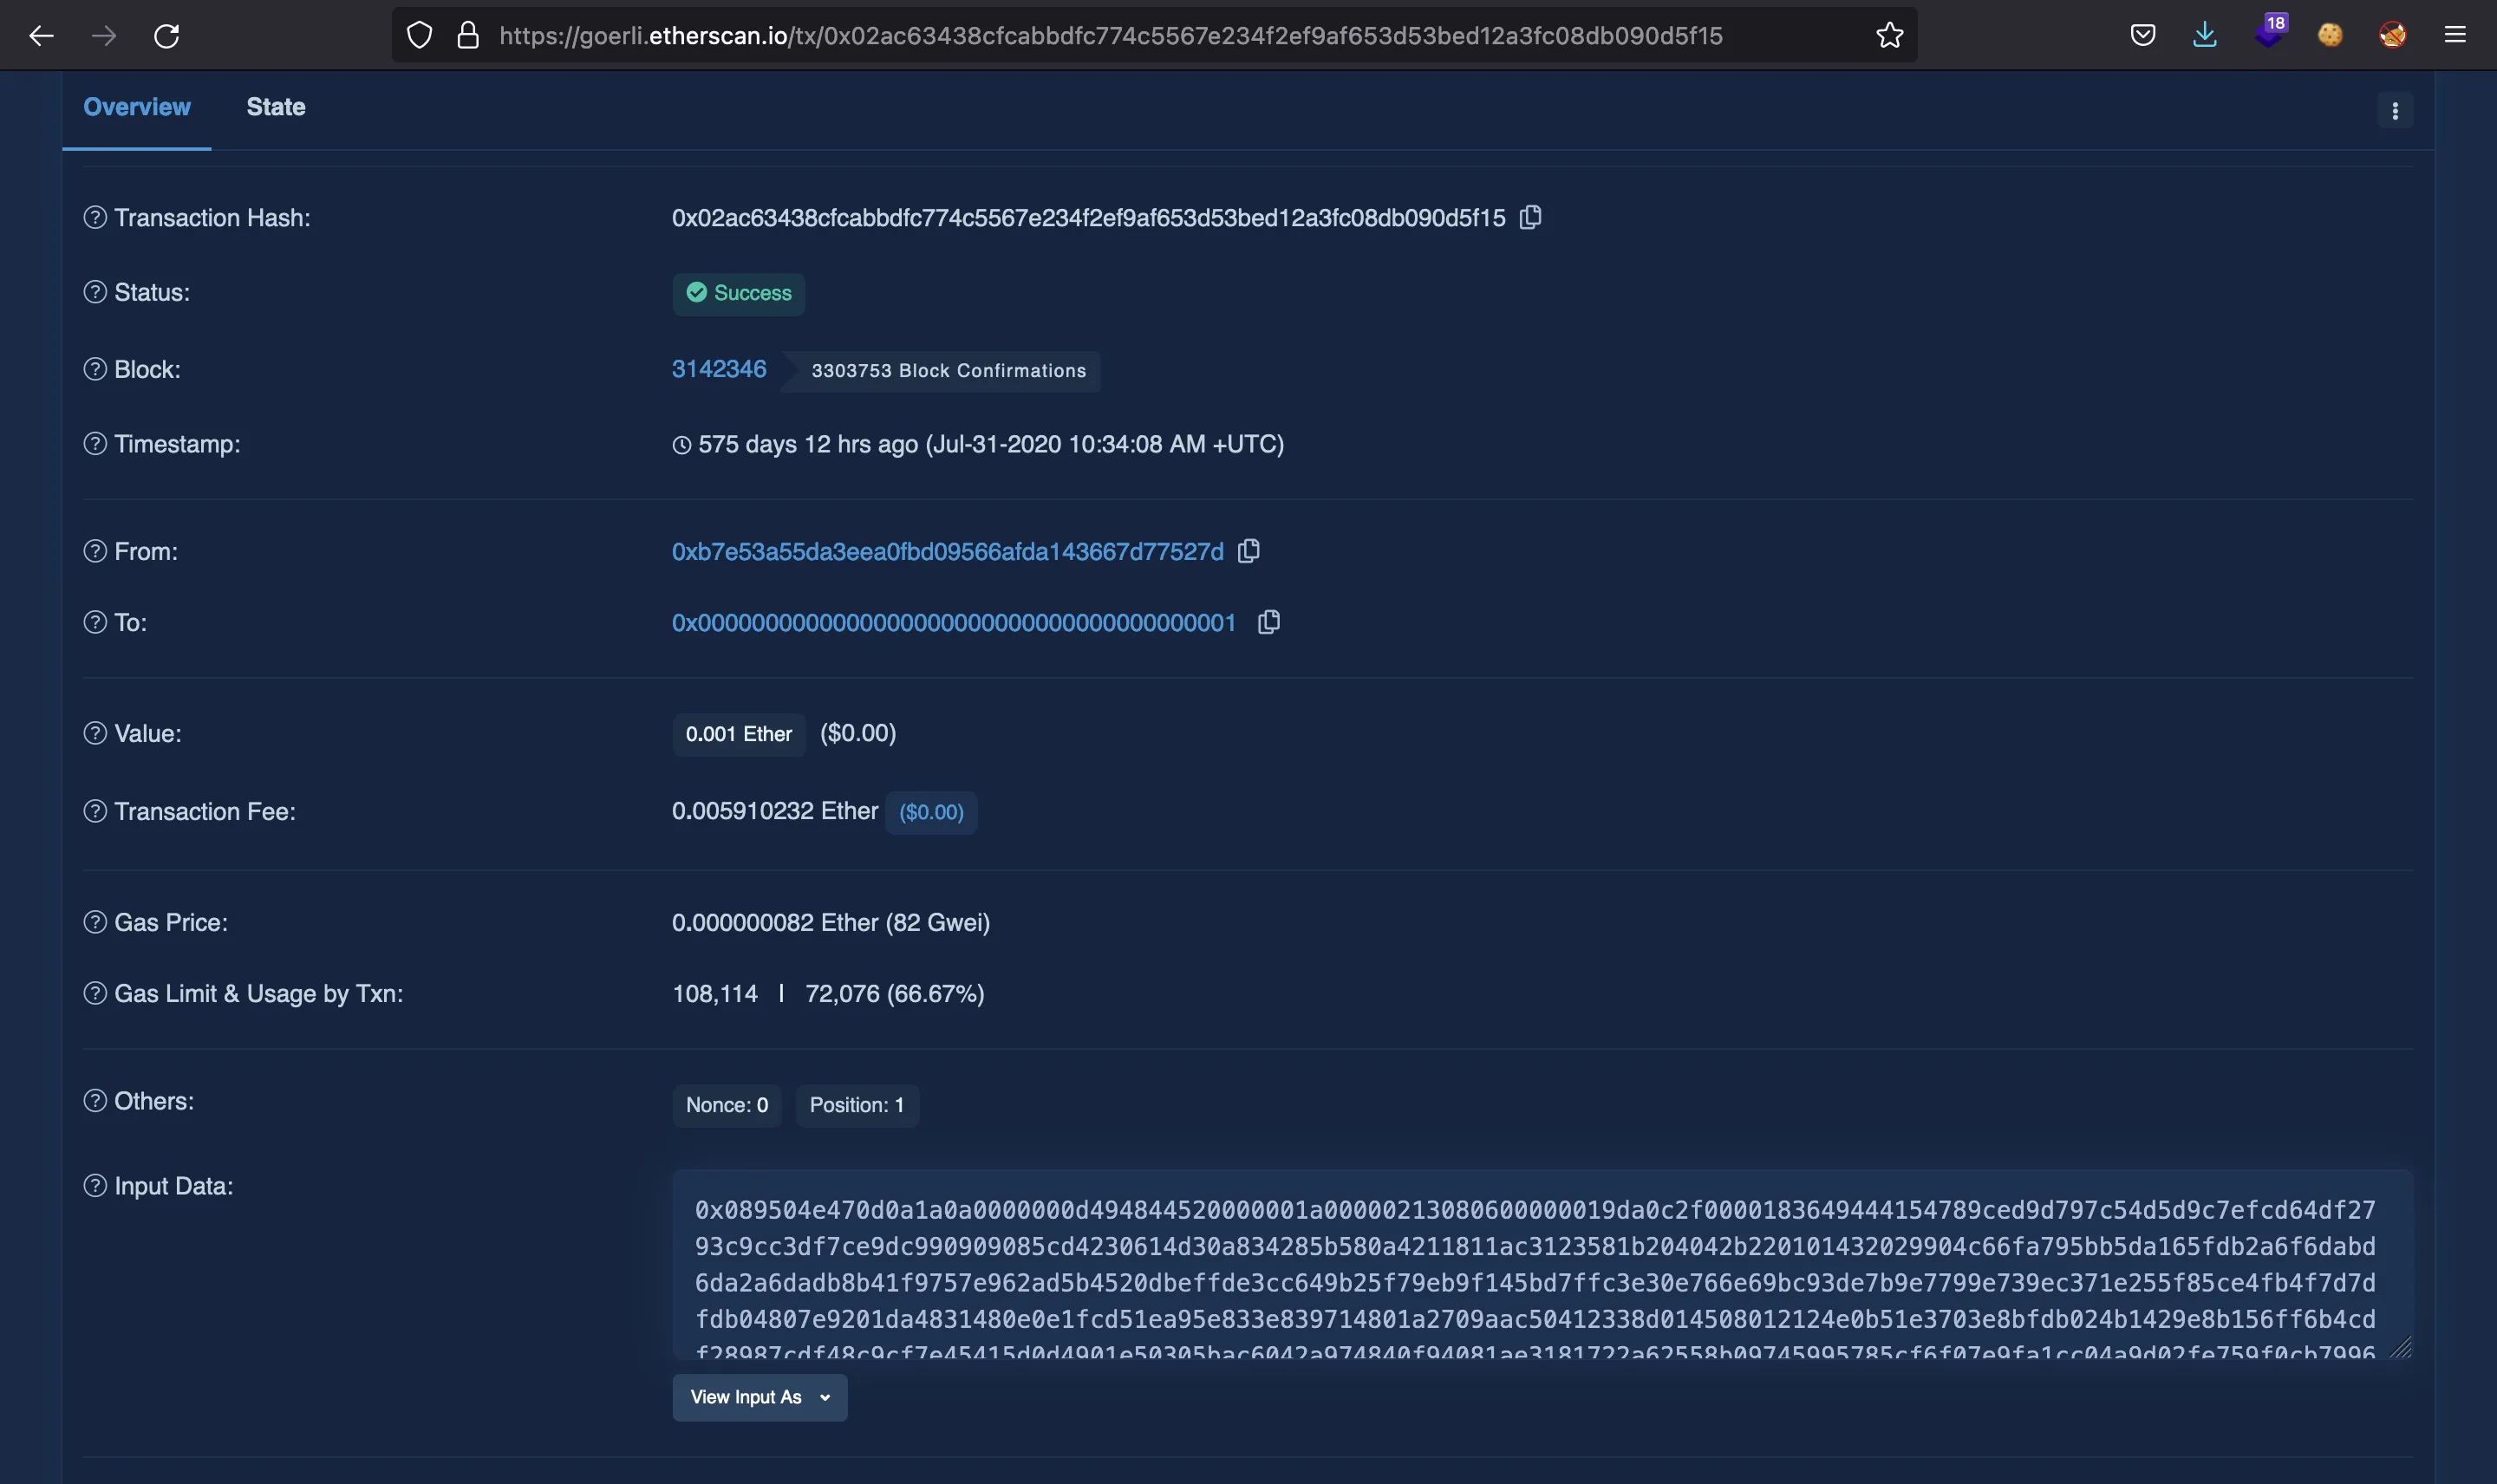 18
https://goerli.etherscan.io/tx/0x02ac63438cfcabbdfc774c5567e234f2ef9af653d53bed12a3fc08db090d5f15
Overview State
Transaction Hash: 0x02ac63438cfcabbdfc774c5567e234f2ef9af653d53bed12a3fc08db090d5f15
Status: Success
Block: 3142346 3303753 Block Confirmations
Timestamp: 575 days 12 hrs ago (Jul-31-2020 10:34:08 AM +UTC)
From: 0xb7e53a55da3eea0fbd09566afda143667d77527d
To: 0x0000000000000000000000000000000000000001
Value: 0.001 Ether ($0.00)
Transaction Fee: 0.005910232 Ether ($0.00)
Gas Price: 0.000000082 Ether (82 Gwei)
Gas Limit & Usage by Txn: 108,114 | 72,076 (66.67%)
Others: Nonce: 0 Position: 1
Input Data:
0x089504e470d0a1a0a0000000d494844520000001a00000213080600000019da0c2f0000183649444154789ced9d797c54d5d9c7efcd64df27
93c9cc3df7ce9dc990909085cd4230614d30a834285b580a4211811ac3123581b204042b220101432029904c66fa795bb5da165fdb2a6f6dabd
6da2a6dadb8b41f9757e962ad5b4520dbeffde3cc649b25f79eb9f145bd7ffc3e30e766e69bc93de7b9e7799e739ec371e255f85ce4fb4f7d7d
fdb04807e9201da4831480e0e1fcd51ea95e833e839714801a2709aac50412338d014508012124e0b51e3703e8bfdb024b1429e8b156ff6b4cd
f28987cdf48c9cf7e45415d0d4901e50305bac6042a974840f94081ae3181722a62558b09745995785cf6f07e9fa1cc04a9d02fe759f0cb7996
View Input As